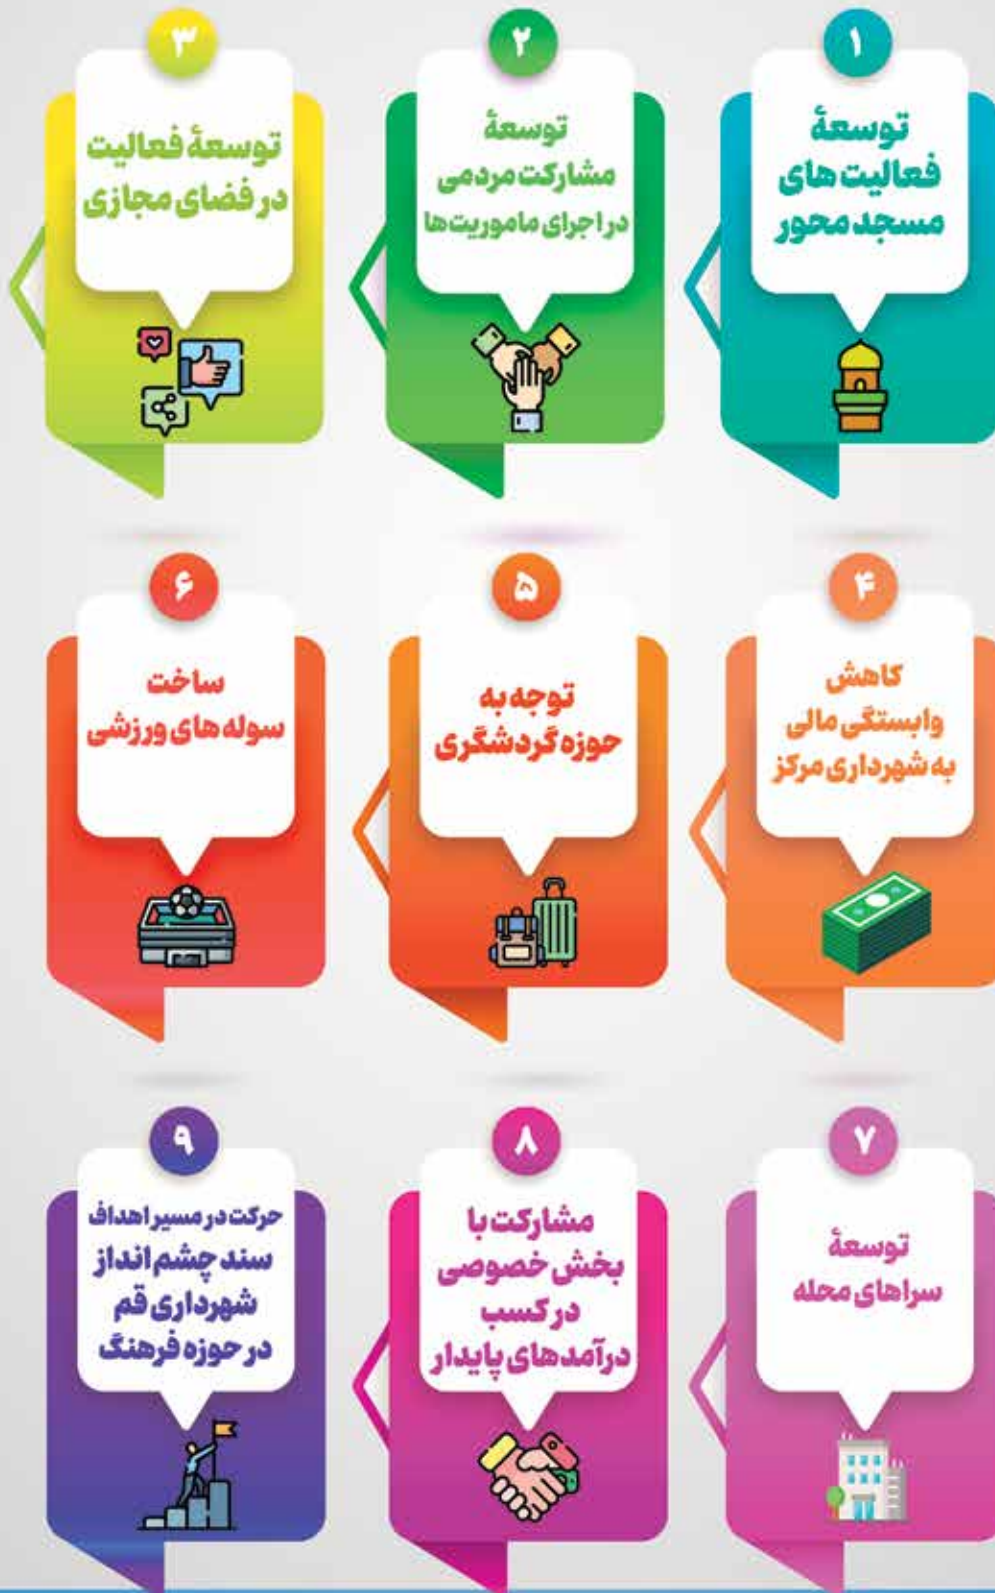 ۱
توسعهٔ
فعالیت های
مسجد محور
۲
توسعهٔ
مشارکت مردمی
در اجرای ماموریت‌ها
۳
توسعهٔ فعالیت
در فضای مجازی
۴
کاهش
وابستگی مالی
به شهرداری مرکز
۵
توجه به
حوزه گردشگری
۶
ساخت
سوله های ورزشی
۷
توسعهٔ
سراهای محله
۸
مشارکت با
بخش خصوصی
در کسب
درآمدهای پایدار
۹
حرکت در مسیر اهداف
سند چشم انداز
شهرداری قم
در حوزه فرهنگ